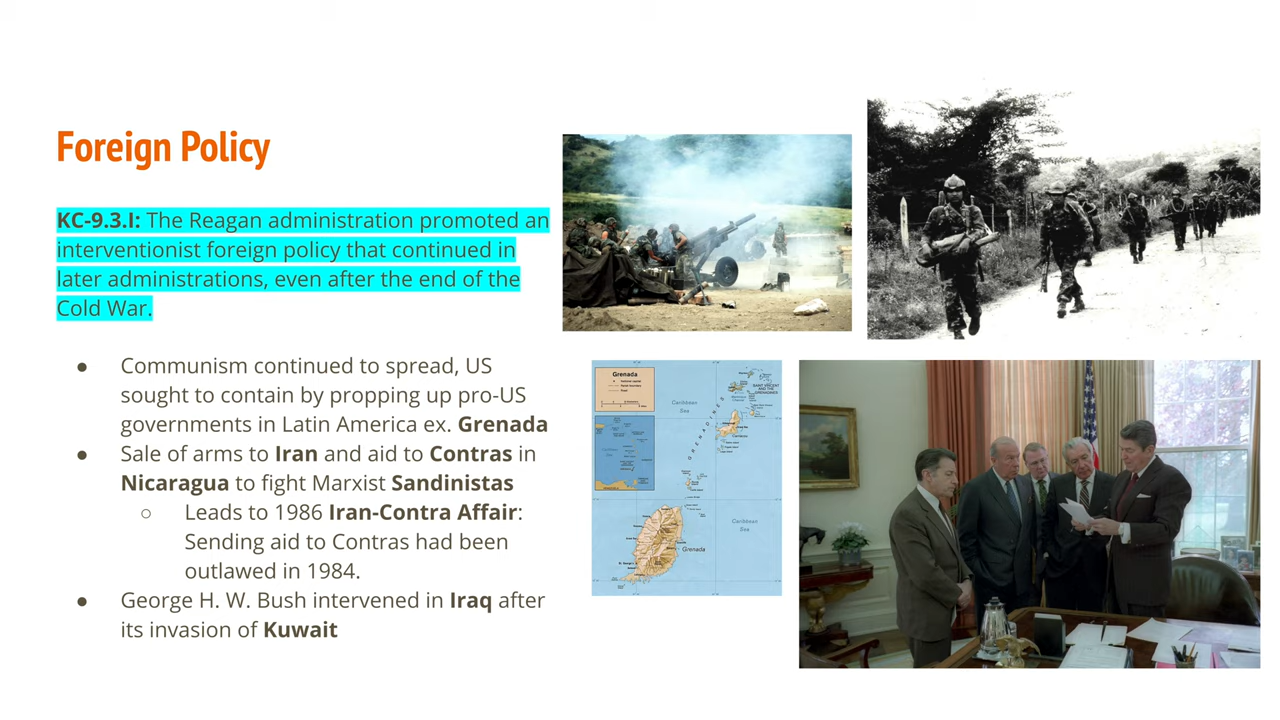 Foreign Policy
KC-9.3.I: The Reagan administration promoted an
interventionist foreign policy that continued in
later administrations, even after the end of the
Cold War.
● Communism continued to spread, US
sought to contain by propping up pro-US
governments in Latin America ex. Grenada
● Sale of arms to Iran and aid to Contras in
Nicaragua to fight Marxist Sandinistas
○ Leads to 1986 Iran-Contra Affair:
Sending aid to Contras had been
outlawed in 1984.
● George H. W. Bush intervened in Iraq after
its invasion of Kuwait
Grenada
Caribbean
Sea
GRENADINES
Caribbean
Sea
Grenada